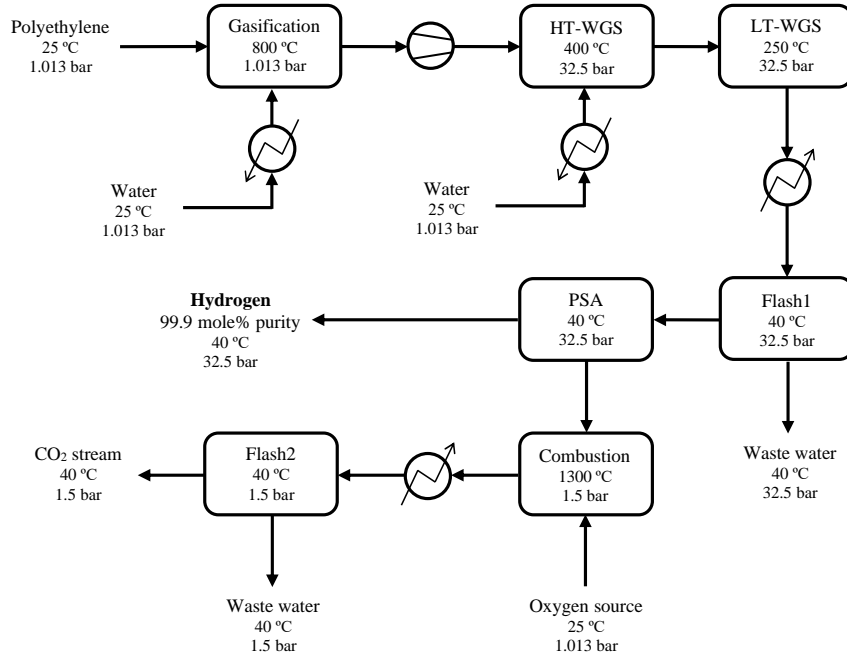 Polyethylene
25 ºC
1.013 bar
Gasification
800 ºC
1.013 bar
HT-WGS
400 ºC
32.5 bar
LT-WGS
250 ºC
32.5 bar
Water
25 ºC
1.013 bar
Water
25 ºC
1.013 bar
Hydrogen
99.9 mole% purity
40 ºC
32.5 bar
PSA
40 ºC
32.5 bar
Flash1
40 ºC
32.5 bar
CO₂ stream
40 ºC
1.5 bar
Flash2
40 ºC
1.5 bar
Combustion
1300 ºC
1.5 bar
Waste water
40 ºC
32.5 bar
Waste water
40 ºC
1.5 bar
Oxygen source
25 ºC
1.013 bar